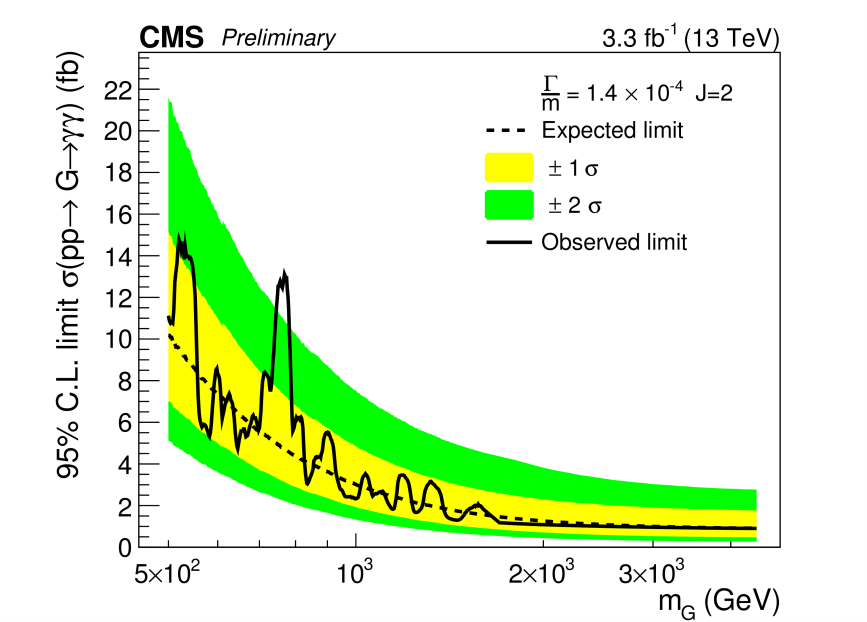 CMS Preliminary 3.3 fb⁻¹ (13 TeV)
95% C.L. limit σ(pp→ G→γγ) (fb)
Γ/m = 1.4 × 10⁻⁴ J=2
Expected limit
± 1 σ
± 2 σ
Observed limit
22
20
18
16
14
12
10
8
6
4
2
0
5×10² 10³ 2×10³ 3×10³
m_G (GeV)